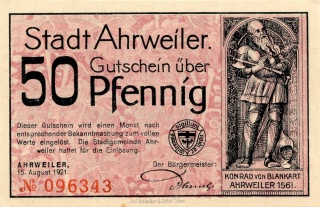 Stadt Ahrweiler.
50 Gutschein über
Pfennig
Dieser Gutschein wird einen Monat nach
entsprechender Bekanntmachung zum vollen
Werte eingelöst. Die Stadtgemeinde Ahr-
weiler haftet für die Einlösung.
AHRWEILER,
15. August 1921.
Der Bürgermeister:
№ 096343
KONRAD VON BLANKART
AHRWEILER 1561.